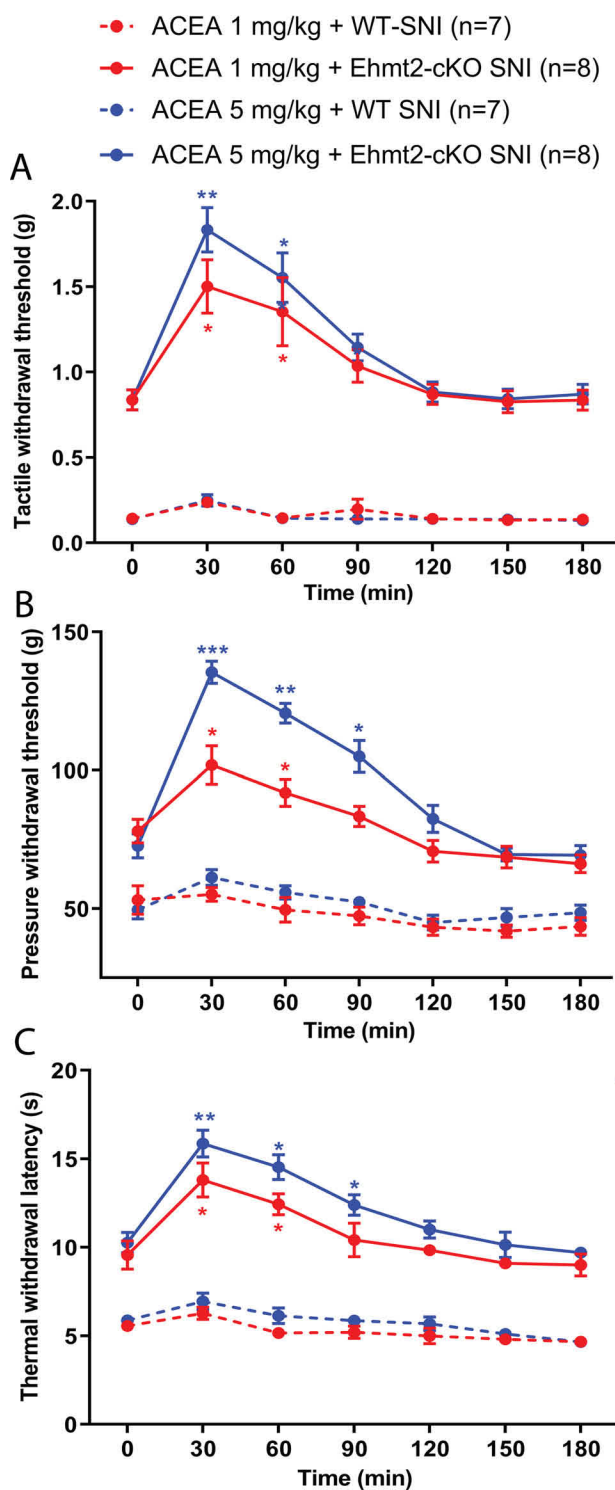 ACEA 1 mg/kg + WT-SNI (n=7)
ACEA 1 mg/kg + Ehmt2-cKO SNI (n=8)
ACEA 5 mg/kg + WT SNI (n=7)
ACEA 5 mg/kg + Ehmt2-cKO SNI (n=8)
A
Tactile withdrawal threshold (g)
2.0
1.5
1.0
0.5
0.0
**
*
*
*
0 30 60 90 120 150 180
Time (min)
B
Pressure withdrawal threshold (g)
150
100
50
***
**
*
*
*
0 30 60 90 120 150 180
Time (min)
C
Thermal withdrawal latency (s)
20
15
10
5
0
**
*
*
*
*
0 30 60 90 120 150 180
Time (min)